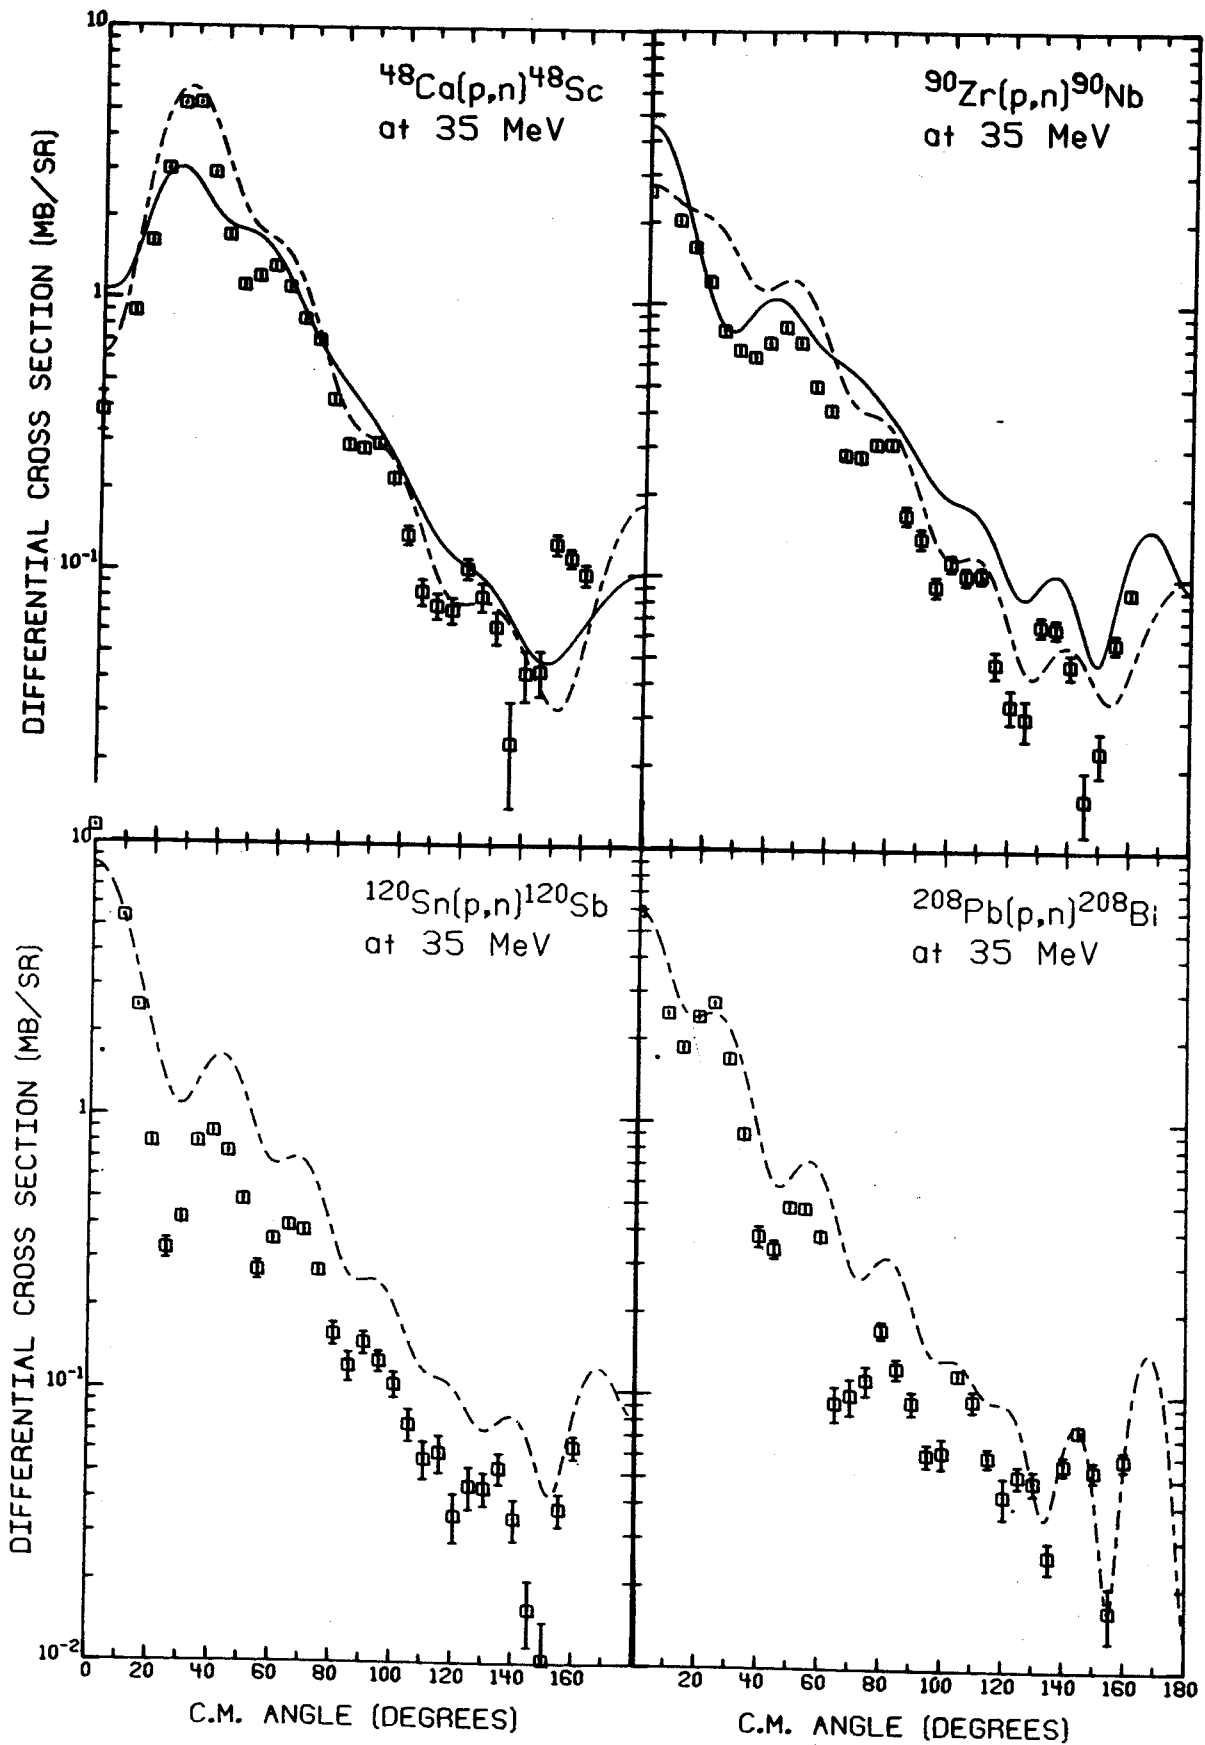 10
⁴⁸Ca(p,n)⁴⁸Sc
at 35 MeV
⁹⁰Zr(p,n)⁹⁰Nb
at 35 MeV
1
10⁻¹
DIFFERENTIAL CROSS SECTION (MB/SR)
10
¹²⁰Sn(p,n)¹²⁰Sb
at 35 MeV
²⁰⁸Pb(p,n)²⁰⁸Bi
at 35 MeV
1
10⁻¹
10⁻²
DIFFERENTIAL CROSS SECTION (MB/SR)
0 20 40 60 80 100 120 140 160
20 40 60 80 100 120 140 160 180
C.M. ANGLE (DEGREES)
C.M. ANGLE (DEGREES)